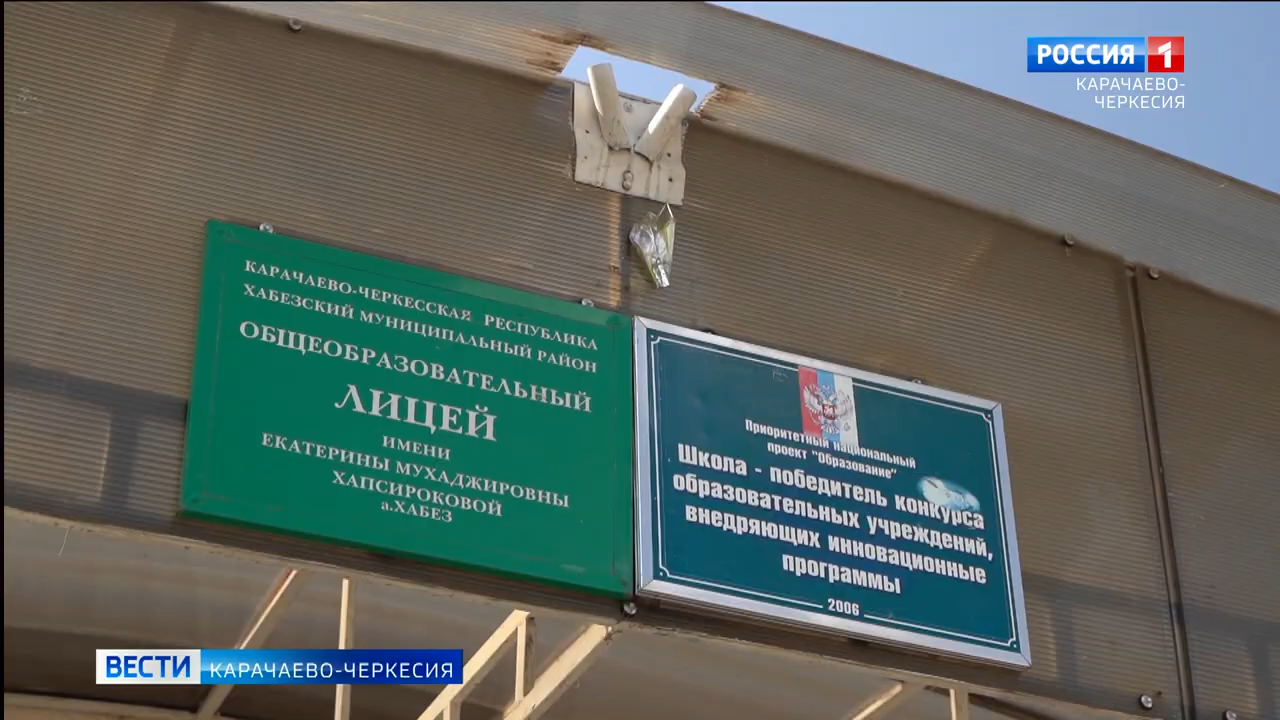 РОССИЯ 1
КАРАЧАЕВО-
ЧЕРКЕСИЯ
КАРАЧАЕВО-ЧЕРКЕССКАЯ РЕСПУБЛИКА
ХАБЕЗСКИЙ МУНИЦИПАЛЬНЫЙ РАЙОН
ОБЩЕОБРАЗОВАТЕЛЬНЫЙ
ЛИЦЕЙ
ИМЕНИ
ЕКАТЕРИНЫ МУХАДЖИРОВНЫ
ХАПСИРОКОВОЙ
а.ХАБЕЗ
Приоритетный национальный
проект "Образование"
Школа - победитель конкурса
образовательных учреждений,
внедряющих инновационные
программы
2006
ВЕСТИ КАРАЧАЕВО-ЧЕРКЕСИЯ